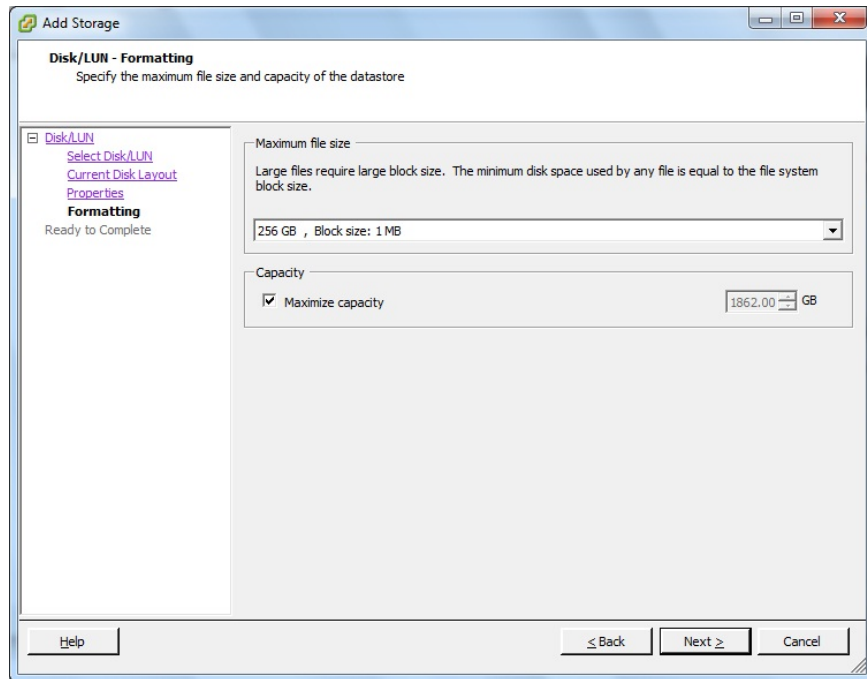 Add Storage
Disk/LUN - Formatting
Specify the maximum file size and capacity of the datastore
Disk/LUN
Select Disk/LUN
Current Disk Layout
Properties
Formatting
Ready to Complete
Maximum file size
Large files require large block size. The minimum disk space used by any file is equal to the file system
block size.
256 GB , Block size: 1 MB
Capacity
Maximize capacity
1862.00 GB
Help
< Back
Next >
Cancel